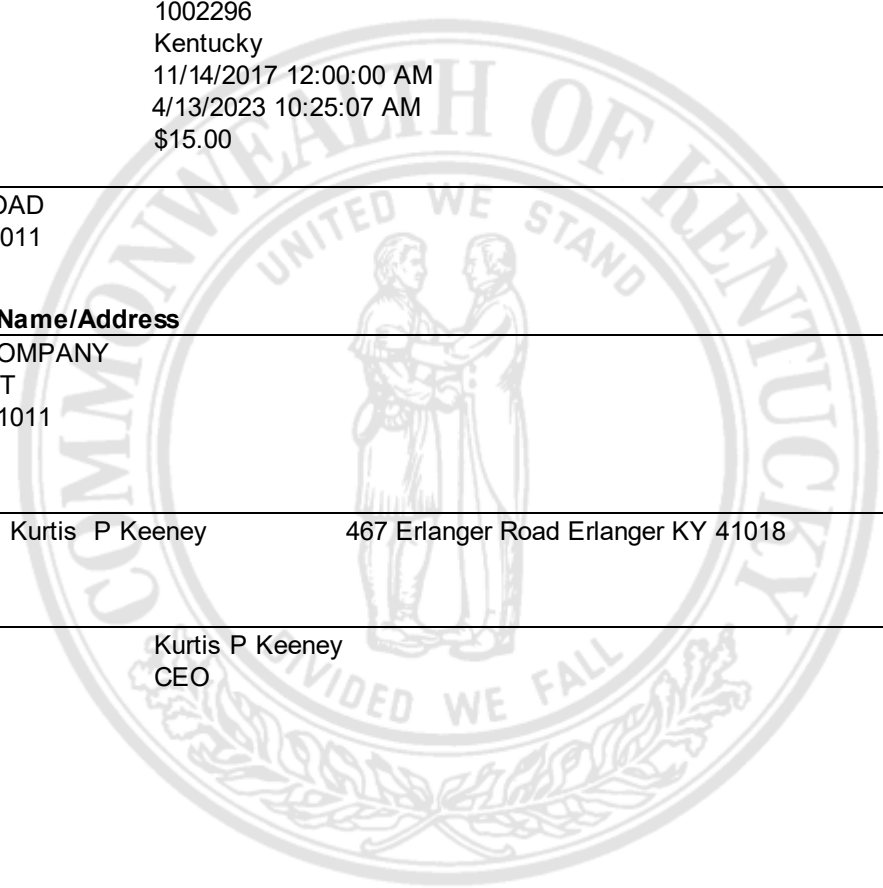 1002296
Kentucky
11/14/2017 12:00:00 AM
4/13/2023 10:25:07 AM
$15.00
OAD
011
Name/Address
OMPANY
T
1011
Kurtis P Keeney 467 Erlanger Road Erlanger KY 41018
Kurtis P Keeney
CEO
COMMONWEALTH OF KENTUCKY
UNITED WE STAND
DIVIDED WE FALL